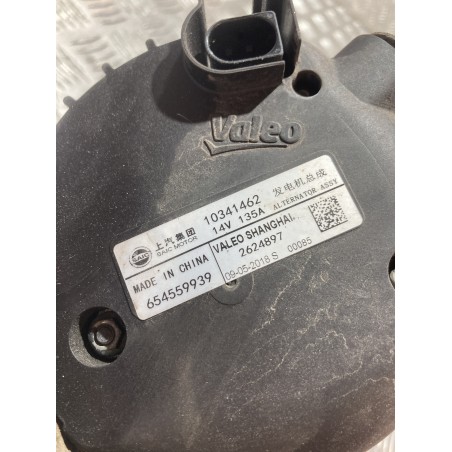 Valeo
SAIC
上汽集团
SAIC MOTOR
10341462
14V 135A
发电机总成
ALTERNATOR ASSY
MADE IN CHINA
654559939
VALEO SHANGHAI
2624897
09-05-2018 S 00085